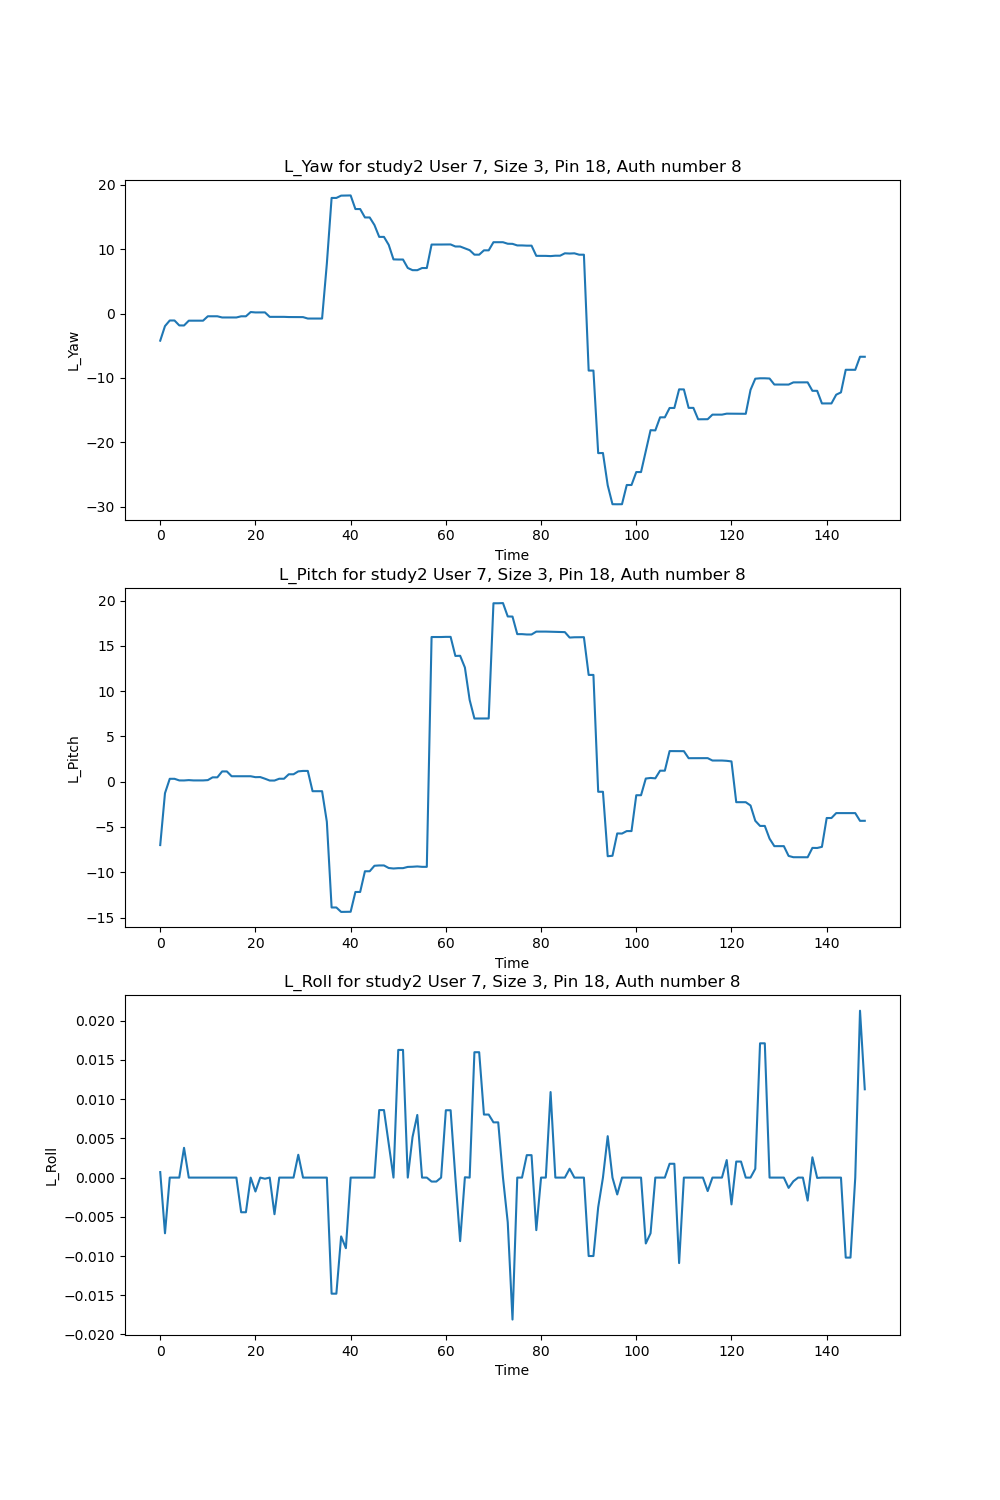 L_Yaw for study2 User 7, Size 3, Pin 18, Auth number 8
20
10
0
−10
−20
−30
L_Yaw
0 20 40 60 80 100 120 140
Time
L_Pitch for study2 User 7, Size 3, Pin 18, Auth number 8
20
15
10
5
0
−5
−10
−15
L_Pitch
0 20 40 60 80 100 120 140
Time
L_Roll for study2 User 7, Size 3, Pin 18, Auth number 8
0.020
0.015
0.010
0.005
0.000
−0.005
−0.010
−0.015
−0.020
L_Roll
0 20 40 60 80 100 120 140
Time